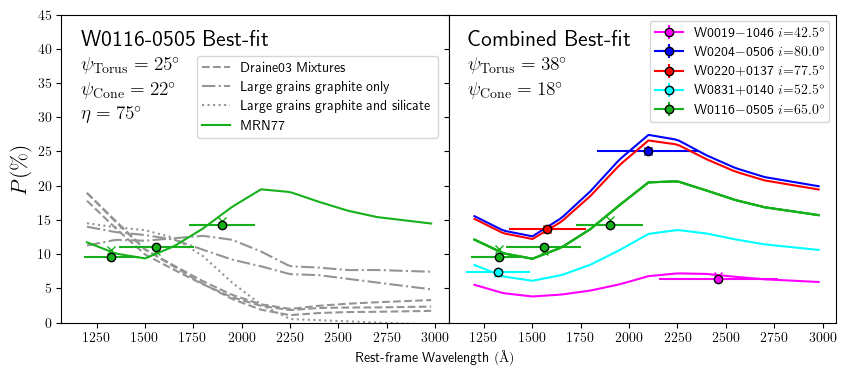 W0116-0505 Best-fit
ψTorus = 25°
ψCone = 22°
η = 75°
Draine03 Mixtures
Large grains graphite only
Large grains graphite and silicate
MRN77
Combined Best-fit
ψTorus = 38°
ψCone = 18°
W0019−1046 i=42.5°
W0204−0506 i=80.0°
W0220+0137 i=77.5°
W0831+0140 i=52.5°
W0116−0505 i=65.0°
P(%)
45
40
35
30
25
20
15
10
5
0
1250 1500 1750 2000 2250 2500 2750 3000
1250 1500 1750 2000 2250 2500 2750 3000
Rest-frame Wavelength (Å)